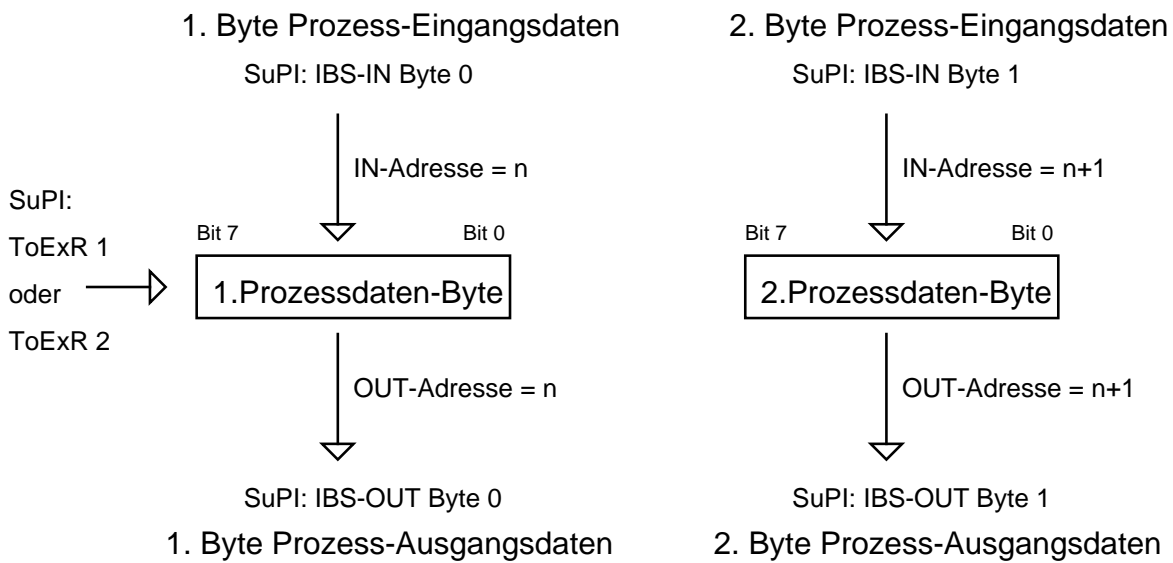 1. Byte Prozess-Eingangsdaten
2. Byte Prozess-Eingangsdaten
SuPI: IBS-IN Byte 0
SuPI: IBS-IN Byte 1
IN-Adresse = n
IN-Adresse = n+1
SuPI:
ToExR 1
oder
ToExR 2
Bit 7
Bit 0
Bit 7
Bit 0
1.Prozessdaten-Byte
2.Prozessdaten-Byte
OUT-Adresse = n
OUT-Adresse = n+1
SuPI: IBS-OUT Byte 0
SuPI: IBS-OUT Byte 1
1. Byte Prozess-Ausgangsdaten
2. Byte Prozess-Ausgangsdaten